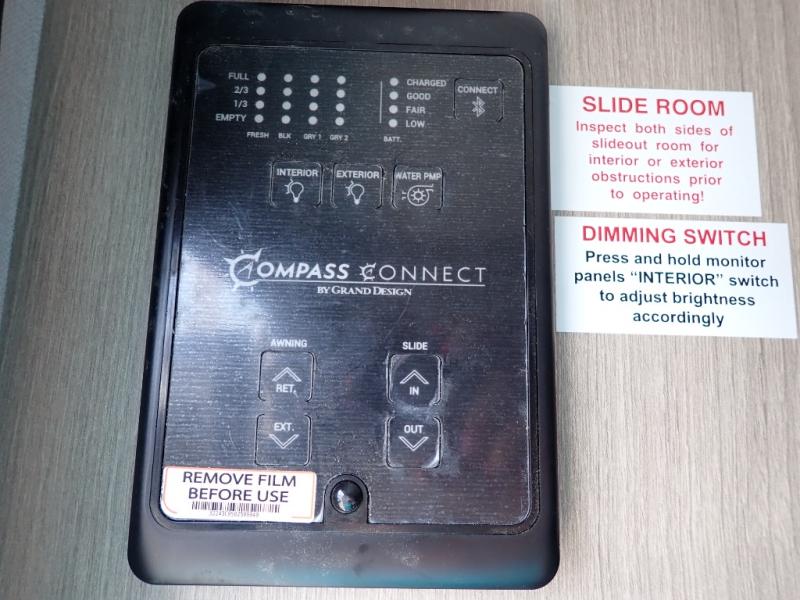 FULL
2/3
1/3
EMPTY
FRESH BLK GRY 1 GRY 2
CHARGED
GOOD
FAIR
LOW
BATT.
CONNECT
INTERIOR EXTERIOR WATER PMP
COMPASS CONNECT
BY GRAND DESIGN
AWNING SLIDE
RET. IN
EXT. OUT
REMOVE FILM
BEFORE USE
SLIDE ROOM
Inspect both sides of
slideout room for
interior or exterior
obstructions prior
to operating!
DIMMING SWITCH
Press and hold monitor
panels “INTERIOR” switch
to adjust brightness
accordingly